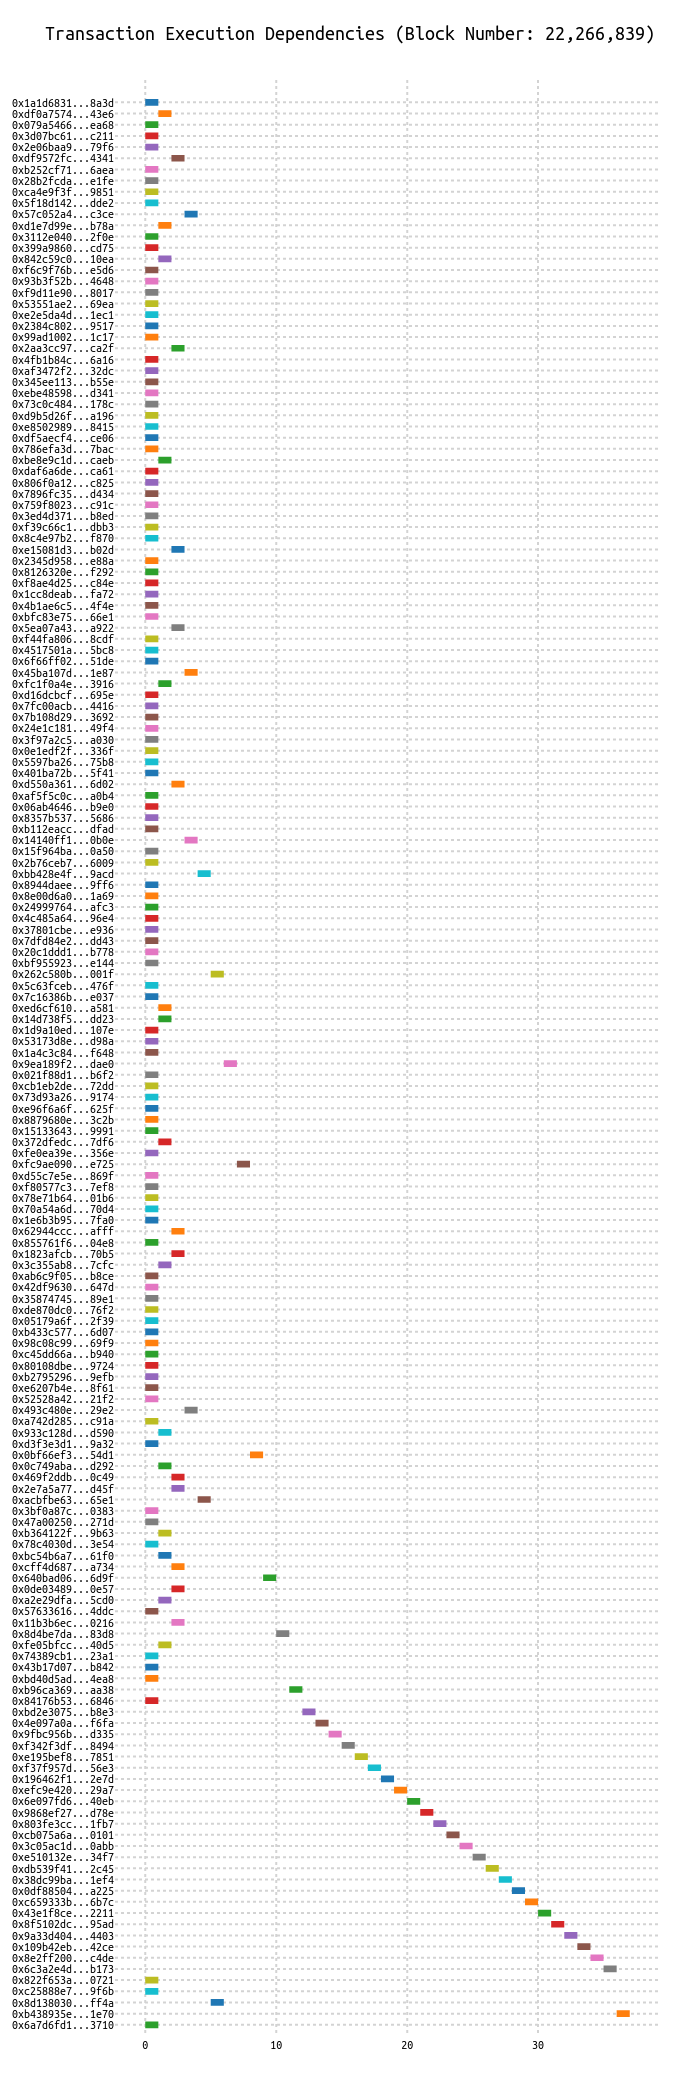 Transaction Execution Dependencies (Block Number: 22,266,839)
0x1a1d6831...8a3d
0xdf0a7574...43e6
0x079a5466...ea68
0x3d07bc61...c211
0x2e06baa9...79f6
0xdf9572fc...4341
0xb252cf71...6aea
0x28b2fcda...e1fe
0xca4e9f3f...9851
0x5f18d142...dde2
0x57c052a4...c3ce
0xd1e7d99e...b78a
0x3112e040...2f0e
0x399a9860...cd75
0x842c59c0...10ea
0xf6c9f76b...e5d6
0x93b3f52b...4648
0xf9d11e90...8017
0x53551ae2...69ea
0xe2e5da4d...1ec1
0x2384c802...9517
0x99ad1002...1c17
0x2aa3cc97...ca2f
0x4fb1b84c...6a16
0xaf3472f2...32dc
0x345ee113...b55e
0xebe48598...d341
0x73c0c484...178c
0xd9b5d26f...a196
0xe8502989...8415
0xdf5aecf4...ce06
0x786efa3d...7bac
0xbe8e9c1d...caeb
0xdaf6a6de...ca61
0x806f0a12...c825
0x7896fc35...d434
0x759f8023...c91c
0x3ed4d371...b8ed
0xf39c66c1...dbb3
0x8c4e97b2...f870
0xe15081d3...b02d
0x2345d958...e88a
0x8126320e...f292
0xf8ae4d25...c84e
0x1cc8deab...fa72
0x4b1ae6c5...4f4e
0xbfc83e75...66e1
0x5ea07a43...a922
0xf44fa806...8cdf
0x4517501a...5bc8
0x6f66ff02...51de
0x45ba107d...1e87
0xfc1f0a4e...3916
0xd16dcbcf...695e
0x7fc00acb...4416
0x7b108d29...3692
0x24e1c181...49f4
0x3f97a2c5...a030
0x0e1edf2f...336f
0x5597ba26...75b8
0x401ba72b...5f41
0xd550a361...6d02
0xaf5f5c0c...a0b4
0x06ab4646...b9e0
0x8357b537...5686
0xb112eacc...dfad
0x14140ff1...0b0e
0x15f964ba...0a50
0x2b76ceb7...6009
0xbb428e4f...9acd
0x8944daee...9ff6
0x8e00d6a0...1a69
0x24999764...afc3
0x4c485a64...96e4
0x37801cbe...e936
0x7dfd84e2...dd43
0x20c1ddd1...b778
0xbf955923...e144
0x262c580b...001f
0x5c63fceb...476f
0x7c16386b...e037
0xed6cf610...a581
0x14d738f5...dd23
0x1d9a10ed...107e
0x53173d8e...d98a
0x1a4c3c84...f648
0x9ea189f2...dae0
0x021f88d1...b6f2
0xcb1eb2de...72dd
0x73d93a26...9174
0xe96f6a6f...625f
0x8879680e...3c2b
0x15133643...9991
0x372dfedc...7df6
0xfe0ea39e...356e
0xfc9ae090...e725
0xd55c7e5e...869f
0xf80577c3...7ef8
0x78e71b64...01b6
0x70a54a6d...70d4
0x1e6b3b95...7fa0
0x62944ccc...afff
0x855761f6...04e8
0x1823afcb...70b5
0x3c355ab8...7cfc
0xab6c9f05...b8ce
0x42df9630...647d
0x35874745...89e1
0xde870dc0...76f2
0x05179a6f...2f39
0xb433c577...6d07
0x98c08c99...69f9
0xc45dd66a...b940
0x80108dbe...9724
0xb2795296...9efb
0xe6207b4e...8f61
0x52528a42...21f2
0x493c480e...29e2
0xa742d285...c91a
0x933c128d...d590
0xd3f3e3d1...9a32
0x0bf66ef3...54d1
0x0c749aba...d292
0x469f2ddb...0c49
0x2e7a5a77...d45f
0xacbfbe63...65e1
0x3bf0a87c...0383
0x47a00250...271d
0xb364122f...9b63
0x78c4030d...3e54
0xbc54b6a7...61f0
0xcff4d687...a734
0x640bad06...6d9f
0x0de03489...0e57
0xa2e29dfa...5cd0
0x57633616...4ddc
0x11b3b6ec...0216
0x8d4be7da...83d8
0xfe05bfcc...40d5
0x74389cb1...23a1
0x43b17d07...b842
0xbd40d5ad...4ea8
0xb96ca369...aa38
0x84176b53...6846
0xbd2e3075...b8e3
0x4e097a0a...f6fa
0x9fbc956b...d335
0xf342f3df...8494
0xe195bef8...7851
0xf37f957d...56e3
0x196462f1...2e7d
0xefc9e420...29a7
0x6e097fd6...40eb
0x9868ef27...d78e
0x803fe3cc...1fb7
0xcb075a6a...0101
0x3c05ac1d...0abb
0xe510132e...34f7
0xdb539f41...2c45
0x38dc99ba...1ef4
0x0df88504...a225
0xc659333b...6b7c
0x43e1f8ce...2211
0x8f5102dc...95ad
0x9a33d404...4403
0x109b42eb...42ce
0x8e2ff200...c4de
0x6c3a2e4d...b173
0x822f653a...0721
0xc25888e7...9f6b
0x8d138030...ff4a
0xb438935e...1e70
0x6a7d6fd1...3710
0 10 20 30